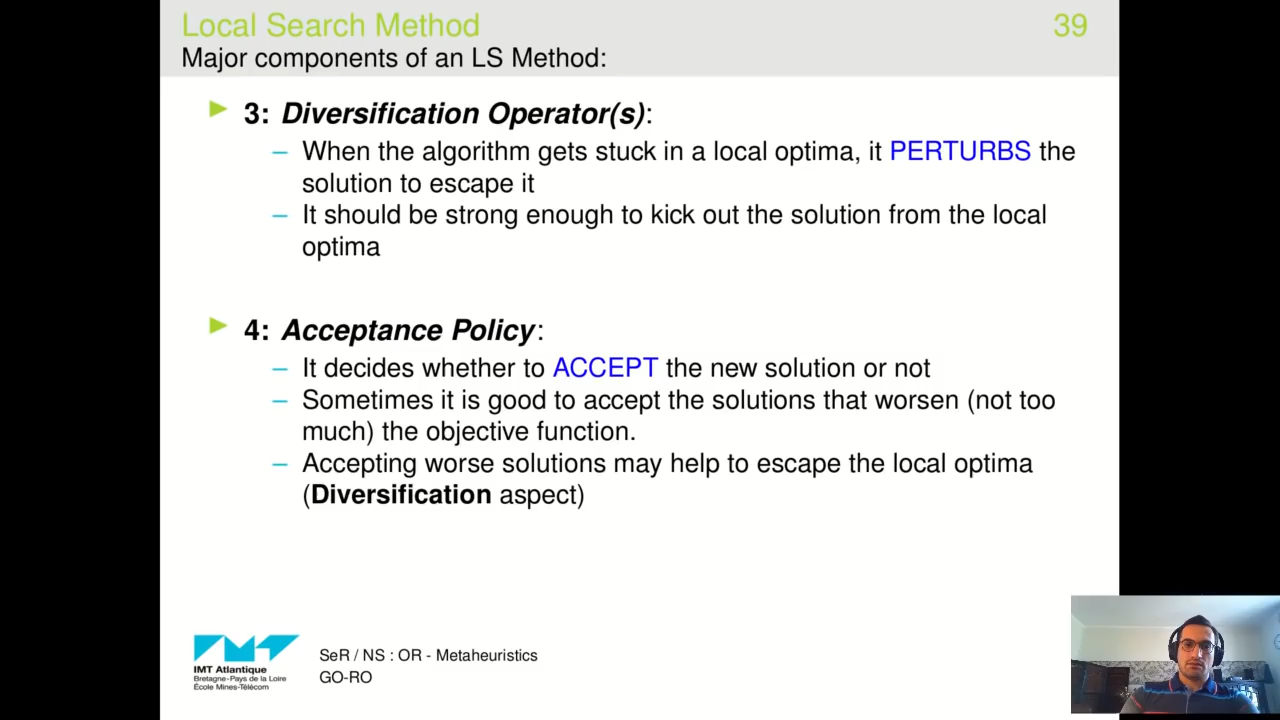 Local Search Method 39
Major components of an LS Method:
3: Diversification Operator(s):
– When the algorithm gets stuck in a local optima, it PERTURBS the
solution to escape it
– It should be strong enough to kick out the solution from the local
optima
4: Acceptance Policy:
– It decides whether to ACCEPT the new solution or not
– Sometimes it is good to accept the solutions that worsen (not too
much) the objective function.
– Accepting worse solutions may help to escape the local optima
(Diversification aspect)
IMT Atlantique
Bretagne-Pays de la Loire
École Mines-Télécom
SeR / NS : OR - Metaheuristics
GO-RO